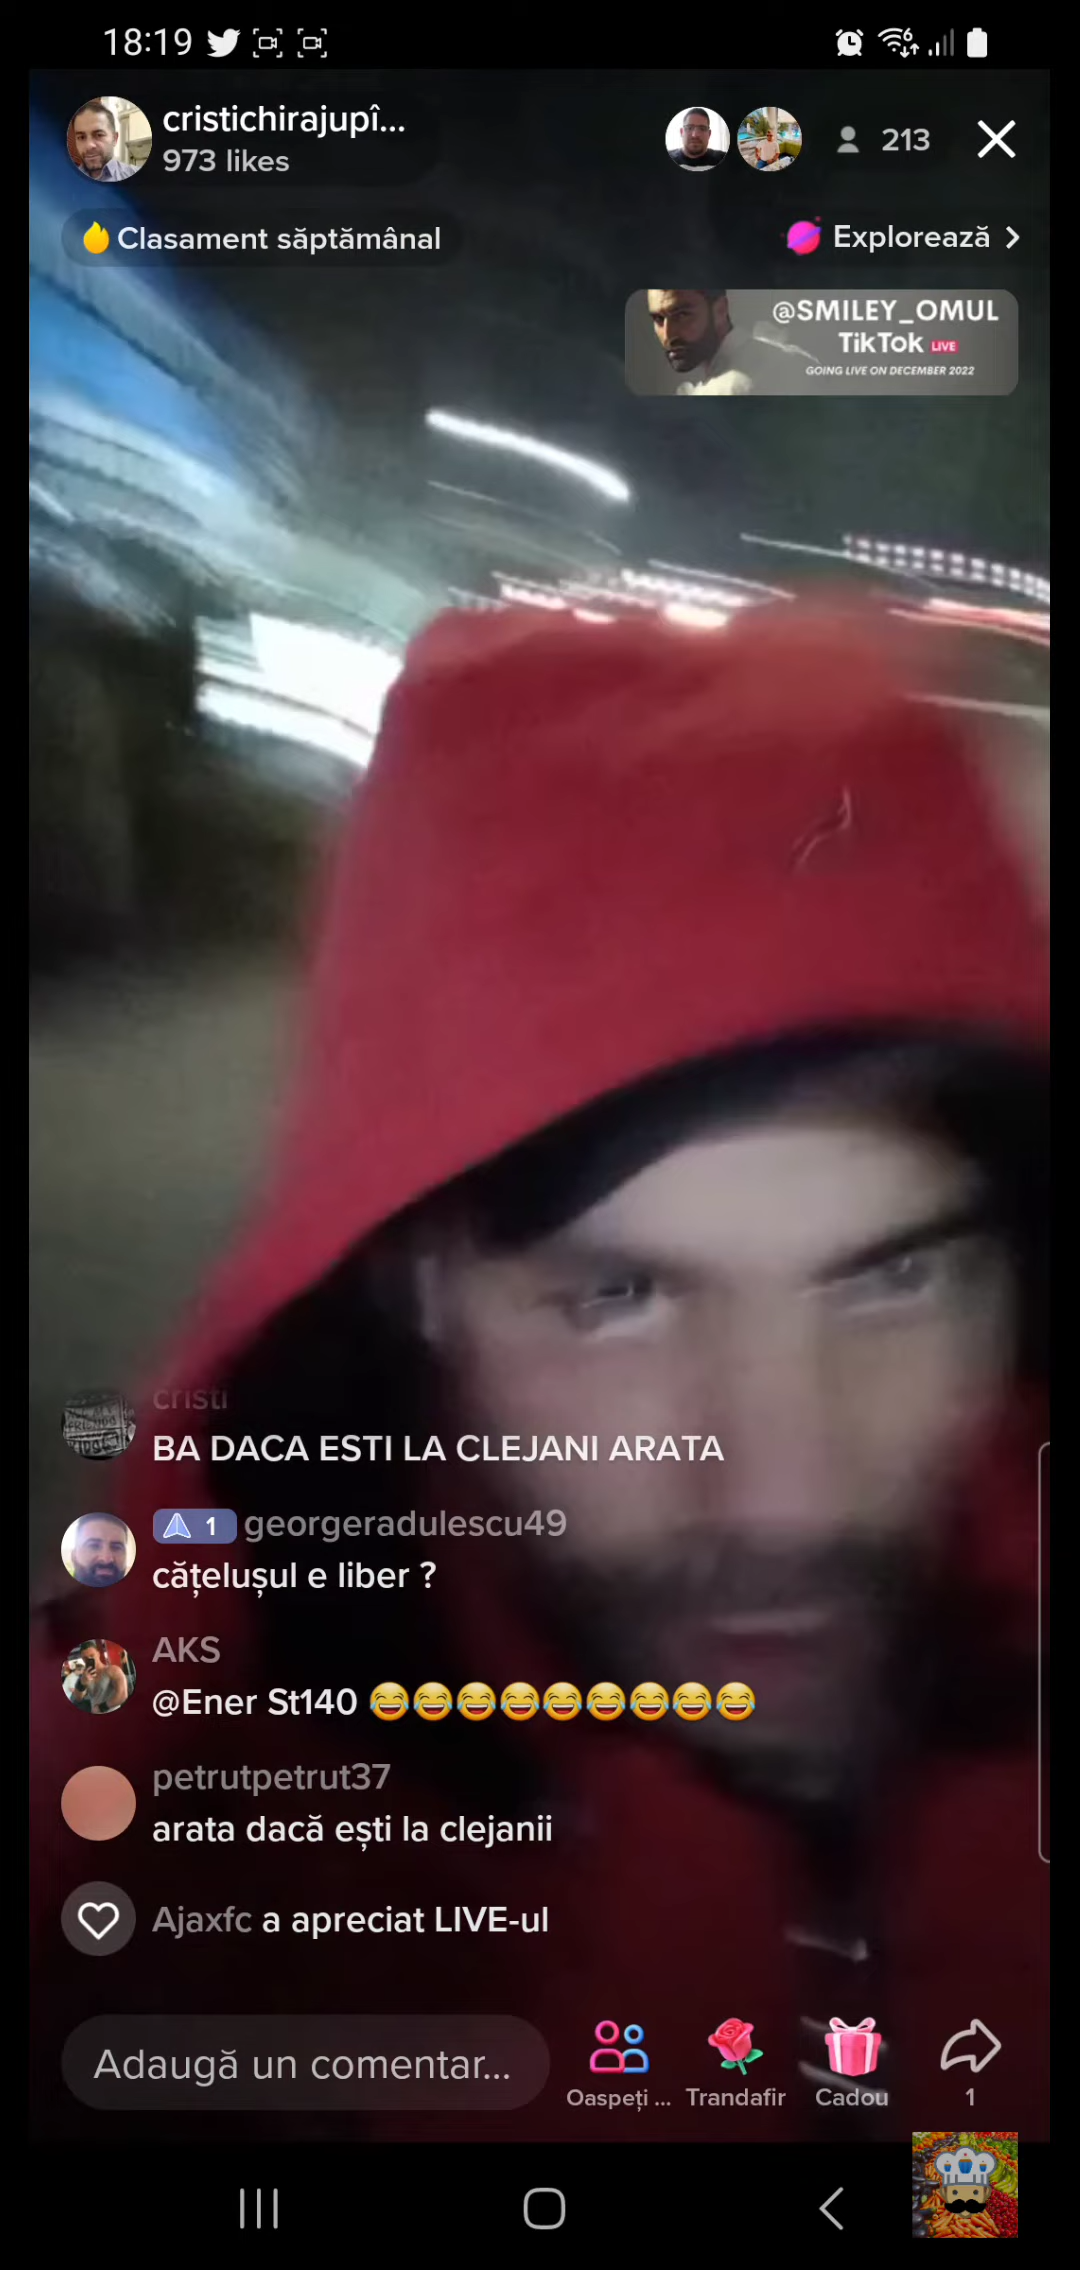 18:19
6
cristichirajupî...
973 likes
213
Clasament săptămânal
Explorează
@SMILEY_OMUL
TikTok LIVE
GOING LIVE ON DECEMBER 2022
cristi
BA DACA ESTI LA CLEJANI ARATA
1 georgeradulescu49
cățelușul e liber ?
AKS
@Ener St140 😂😂😂😂😂😂😂😂😂
petrutpetrut37
arata dacă ești la clejanii
Ajaxfc a apreciat LIVE-ul
Adaugă un comentar...
Oaspeți ...
Trandafir
Cadou
1